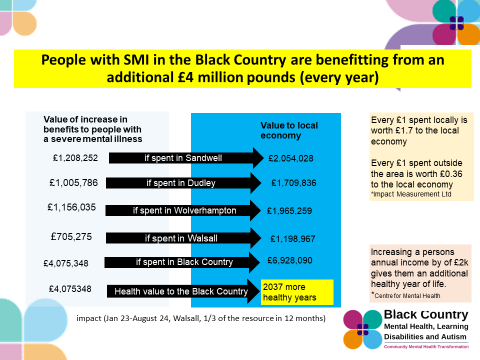 People with SMI in the Black Country are benefitting from an
additional £4 million pounds (every year)
Value of increase in
benefits to people with
a severe mental illness
Value to local
economy
£1,208,252 if spent in Sandwell £2,054,028
£1,005,786 if spent in Dudley £1,709,836
£1,156,035 if spent in Wolverhampton £1,965,259
£705,275 if spent in Walsall £1,198,967
£4,075,348 if spent in Black Country £6,928,090
£4,075348 Health value to the Black Country 2037 more
healthy years
Every £1 spent locally is
worth £1.7 to the local
economy
Every £1 spent outside
the area is worth £0.36
to the local economy
*Impact Measurement Ltd
Increasing a persons
annual income by of £2k
gives them an additional
healthy year of life.
*Centre for Mental Health
impact (Jan 23-August 24, Walsall, 1/3 of the resource in 12 months)
Black Country
Mental Health, Learning
Disabilities and Autism
Community Mental Health Transformation